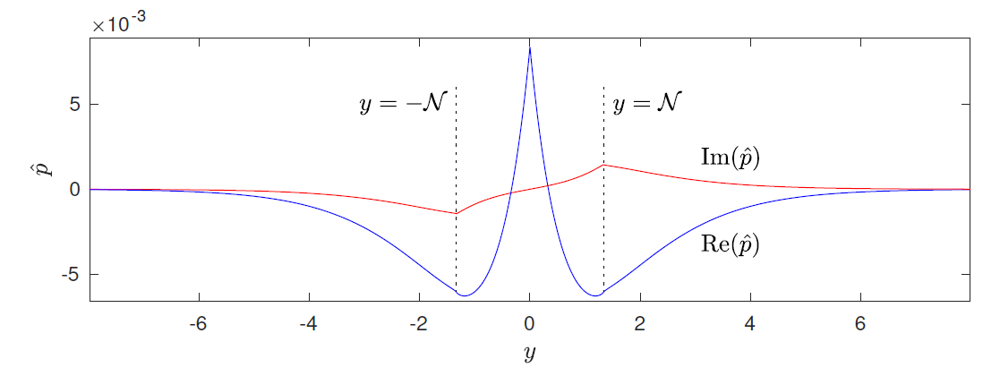 ×10⁻³
5
0
-5
p̂
y = −𝒩
y = 𝒩
Im(p̂)
Re(p̂)
-6 -4 -2 0 2 4 6
y